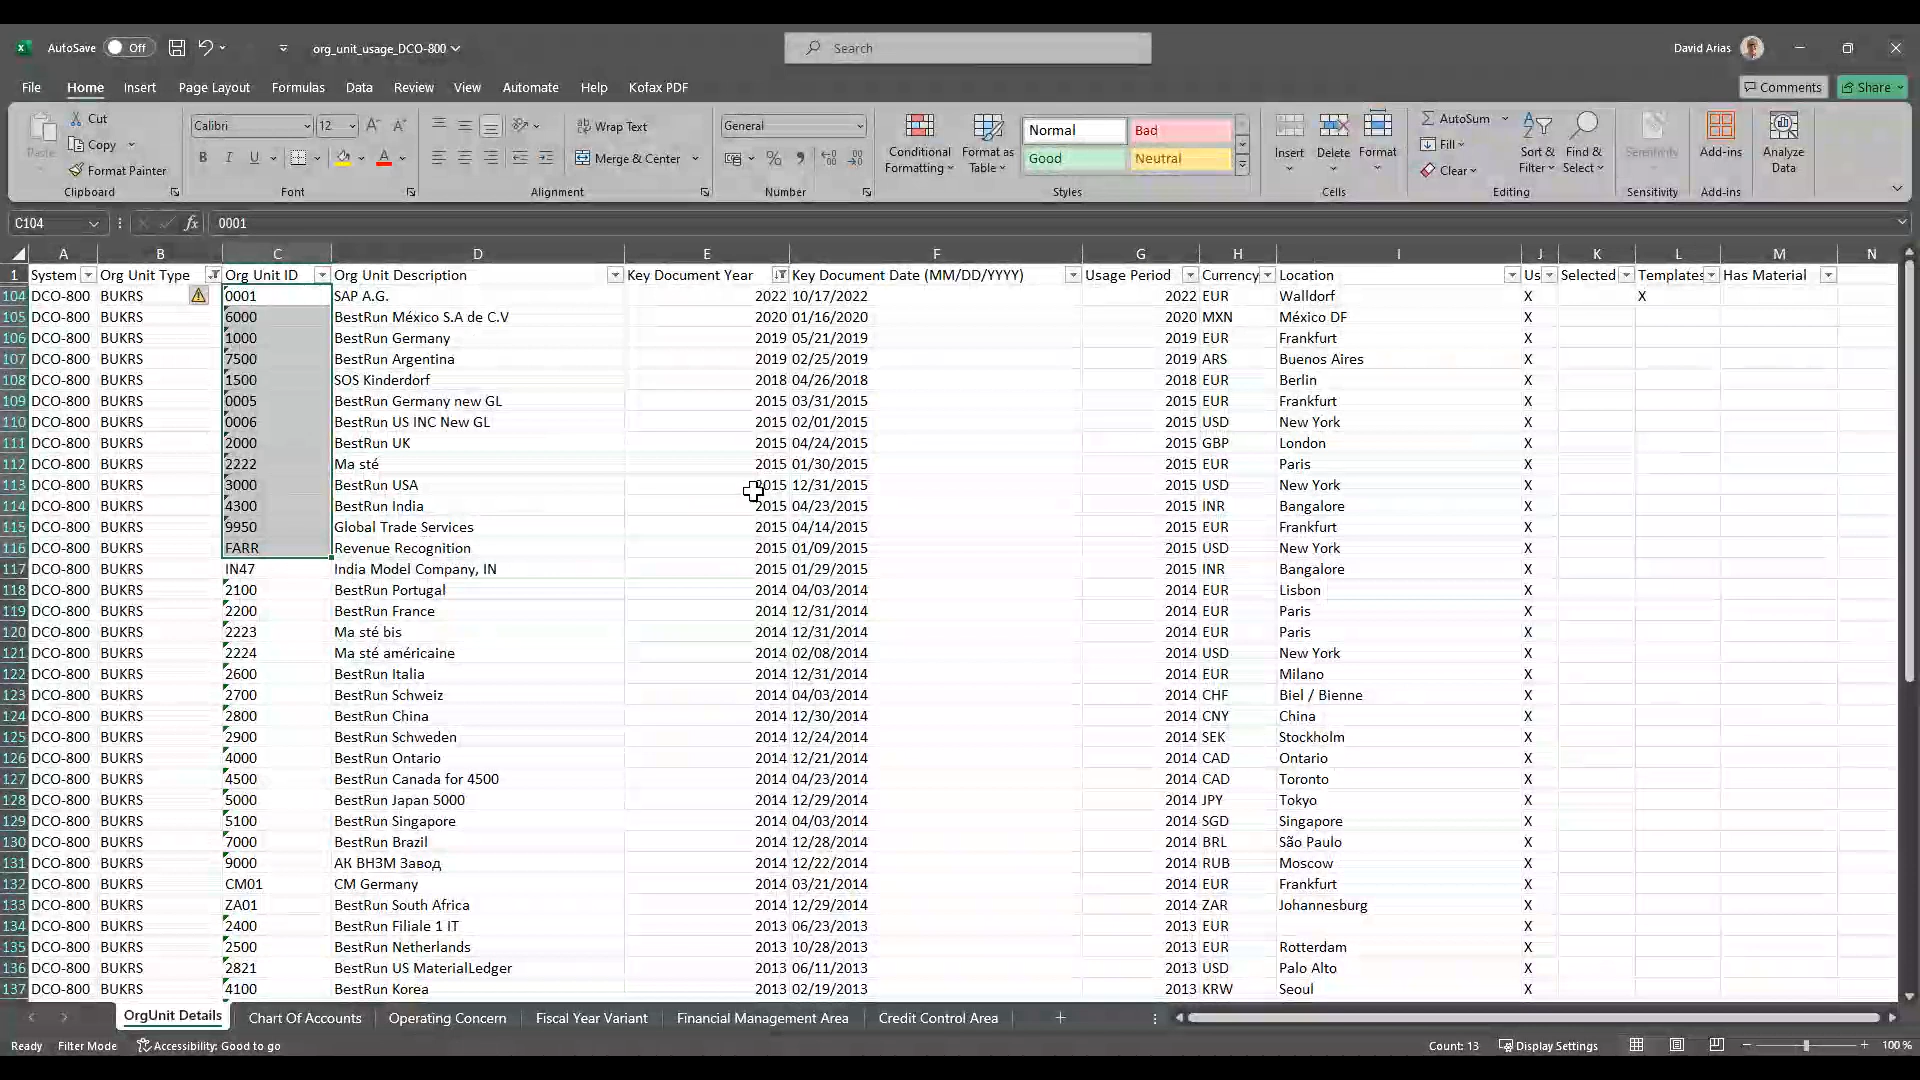 AutoSave Off org_unit_usage_DCO-800 Search David Arias
File Home Insert Page Layout Formulas Data Review View Automate Help Kofax PDF Comments Share
Paste Cut Copy Format Painter Clipboard
Calibri 12 B I U A Font
Wrap Text Merge & Center Alignment
General % Number
Conditional Formatting Format as Table Normal Bad Good Neutral Styles
Insert Delete Format Cells
AutoSum Fill Clear Sort & Filter Find & Select Editing
Sensitivity Sensitivity
Add-ins Add-ins
Analyze Data
C104 fx 0001
A B C D E F G H I J K L M N
1 System Org Unit Type Org Unit ID Org Unit Description Key Document Year Key Document Date (MM/DD/YYYY) Usage Period Currency Location Us Selected Templates Has Material
104 DCO-800 BUKRS 0001 SAP A.G. 2022 10/17/2022 2022 EUR Walldorf X X
105 DCO-800 BUKRS 6000 BestRun México S.A de C.V 2020 01/16/2020 2020 MXN México DF X
106 DCO-800 BUKRS 1000 BestRun Germany 2019 05/21/2019 2019 EUR Frankfurt X
107 DCO-800 BUKRS 7500 BestRun Argentina 2019 02/25/2019 2019 ARS Buenos Aires X
108 DCO-800 BUKRS 1500 SOS Kinderdorf 2018 04/26/2018 2018 EUR Berlin X
109 DCO-800 BUKRS 0005 BestRun Germany new GL 2015 03/31/2015 2015 EUR Frankfurt X
110 DCO-800 BUKRS 0006 BestRun US INC New GL 2015 02/01/2015 2015 USD New York X
111 DCO-800 BUKRS 2000 BestRun UK 2015 04/24/2015 2015 GBP London X
112 DCO-800 BUKRS 2222 Ma sté 2015 01/30/2015 2015 EUR Paris X
113 DCO-800 BUKRS 3000 BestRun USA 2015 12/31/2015 2015 USD New York X
114 DCO-800 BUKRS 4300 BestRun India 2015 04/23/2015 2015 INR Bangalore X
115 DCO-800 BUKRS 9950 Global Trade Services 2015 04/14/2015 2015 EUR Frankfurt X
116 DCO-800 BUKRS FARR Revenue Recognition 2015 01/09/2015 2015 USD New York X
117 DCO-800 BUKRS IN47 India Model Company, IN 2015 01/29/2015 2015 INR Bangalore X
118 DCO-800 BUKRS 2100 BestRun Portugal 2014 04/03/2014 2014 EUR Lisbon X
119 DCO-800 BUKRS 2200 BestRun France 2014 12/31/2014 2014 EUR Paris X
120 DCO-800 BUKRS 2223 Ma sté bis 2014 12/31/2014 2014 EUR Paris X
121 DCO-800 BUKRS 2224 Ma sté américaine 2014 02/08/2014 2014 USD New York X
122 DCO-800 BUKRS 2600 BestRun Italia 2014 12/31/2014 2014 EUR Milano X
123 DCO-800 BUKRS 2700 BestRun Schweiz 2014 04/03/2014 2014 CHF Biel / Bienne X
124 DCO-800 BUKRS 2800 BestRun China 2014 12/30/2014 2014 CNY China X
125 DCO-800 BUKRS 2900 BestRun Schweden 2014 12/24/2014 2014 SEK Stockholm X
126 DCO-800 BUKRS 4000 BestRun Ontario 2014 12/21/2014 2014 CAD Ontario X
127 DCO-800 BUKRS 4500 BestRun Canada for 4500 2014 04/23/2014 2014 CAD Toronto X
128 DCO-800 BUKRS 5000 BestRun Japan 5000 2014 12/29/2014 2014 JPY Tokyo X
129 DCO-800 BUKRS 5100 BestRun Singapore 2014 04/03/2014 2014 SGD Singapore X
130 DCO-800 BUKRS 7000 BestRun Brazil 2014 12/28/2014 2014 BRL São Paulo X
131 DCO-800 BUKRS 9000 АК ВНЗМ Завод 2014 12/22/2014 2014 RUB Moscow X
132 DCO-800 BUKRS CM01 CM Germany 2014 03/21/2014 2014 EUR Frankfurt X
133 DCO-800 BUKRS ZA01 BestRun South Africa 2014 12/29/2014 2014 ZAR Johannesburg X
134 DCO-800 BUKRS 2400 BestRun Filiale 1 IT 2013 06/23/2013 2013 EUR X
135 DCO-800 BUKRS 2500 BestRun Netherlands 2013 10/28/2013 2013 EUR Rotterdam X
136 DCO-800 BUKRS 2821 BestRun US MaterialLedger 2013 06/11/2013 2013 USD Palo Alto X
137 DCO-800 BUKRS 4100 BestRun Korea 2013 02/19/2013 2013 KRW Seoul X
OrgUnit Details Chart Of Accounts Operating Concern Fiscal Year Variant Financial Management Area Credit Control Area
Ready Filter Mode Accessibility: Good to go Count: 13 Display Settings 100 %